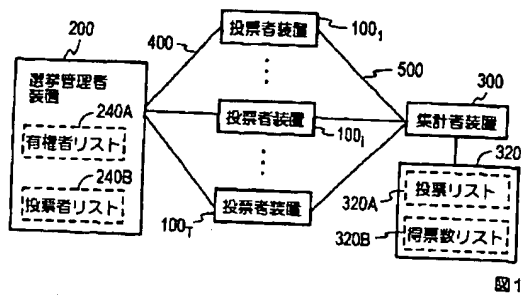 200
選挙管理者
装置
240A
有権者リスト
240B
投票者リスト
400
投票者装置
100₁
500
投票者装置
100i
投票者装置
100T
300
集計者装置
320
320A
投票リスト
320B
得票数リスト
図1